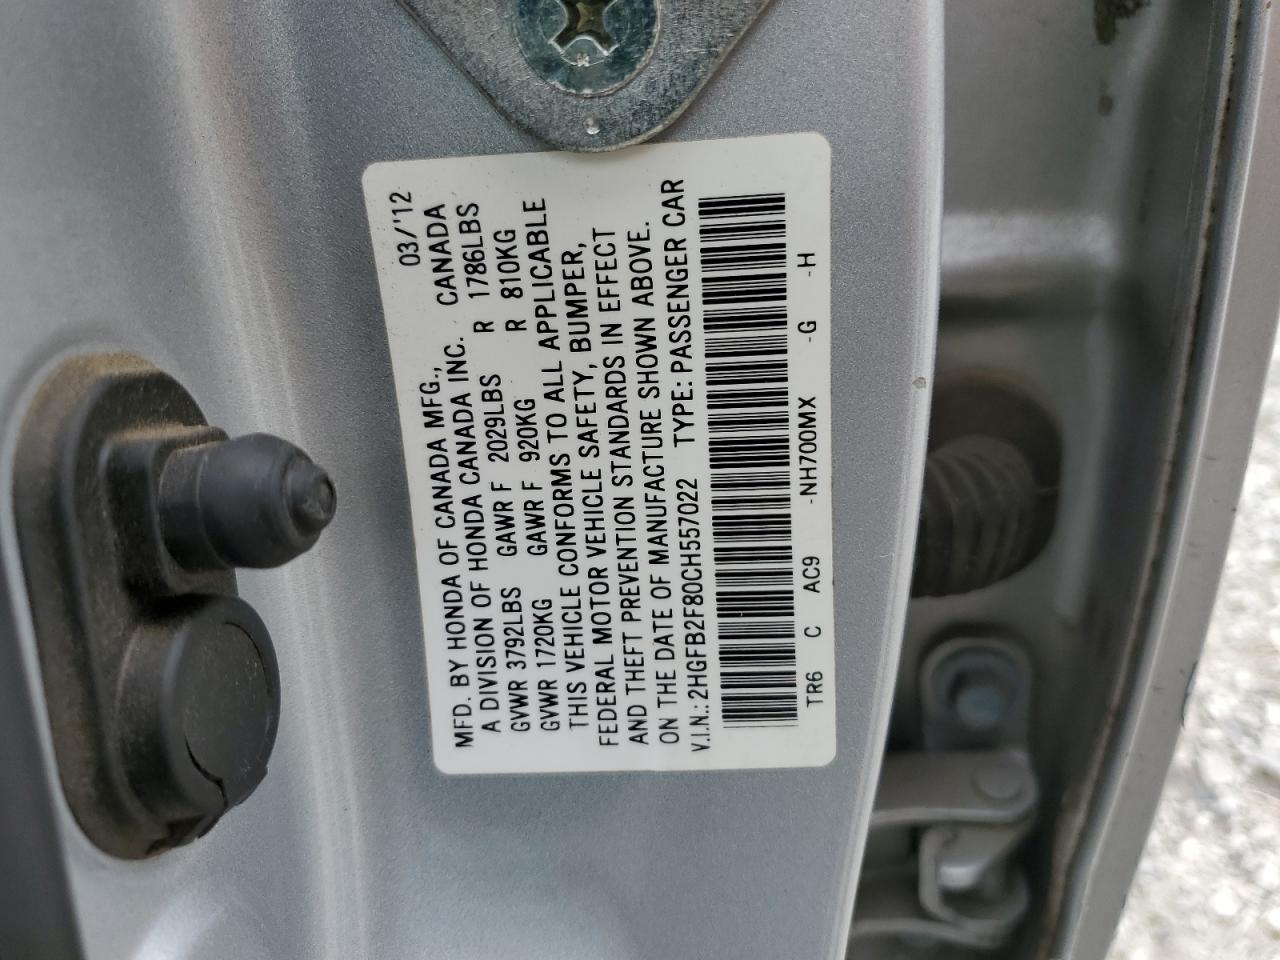 MFD. BY HONDA OF CANADA MFG., 03/'12
A DIVISION OF HONDA CANADA INC. CANADA
GVWR 3792LBS GAWR F 2029LBS R 1786LBS
GVWR 1720KG GAWR F 920KG R 810KG
THIS VEHICLE CONFORMS TO ALL APPLICABLE
FEDERAL MOTOR VEHICLE SAFETY, BUMPER,
AND THEFT PREVENTION STANDARDS IN EFFECT
ON THE DATE OF MANUFACTURE SHOWN ABOVE.
V.I.N.: 2HGFB2F80CH557022 TYPE: PASSENGER CAR
TR6 C AC9 -NH700MX -G -H